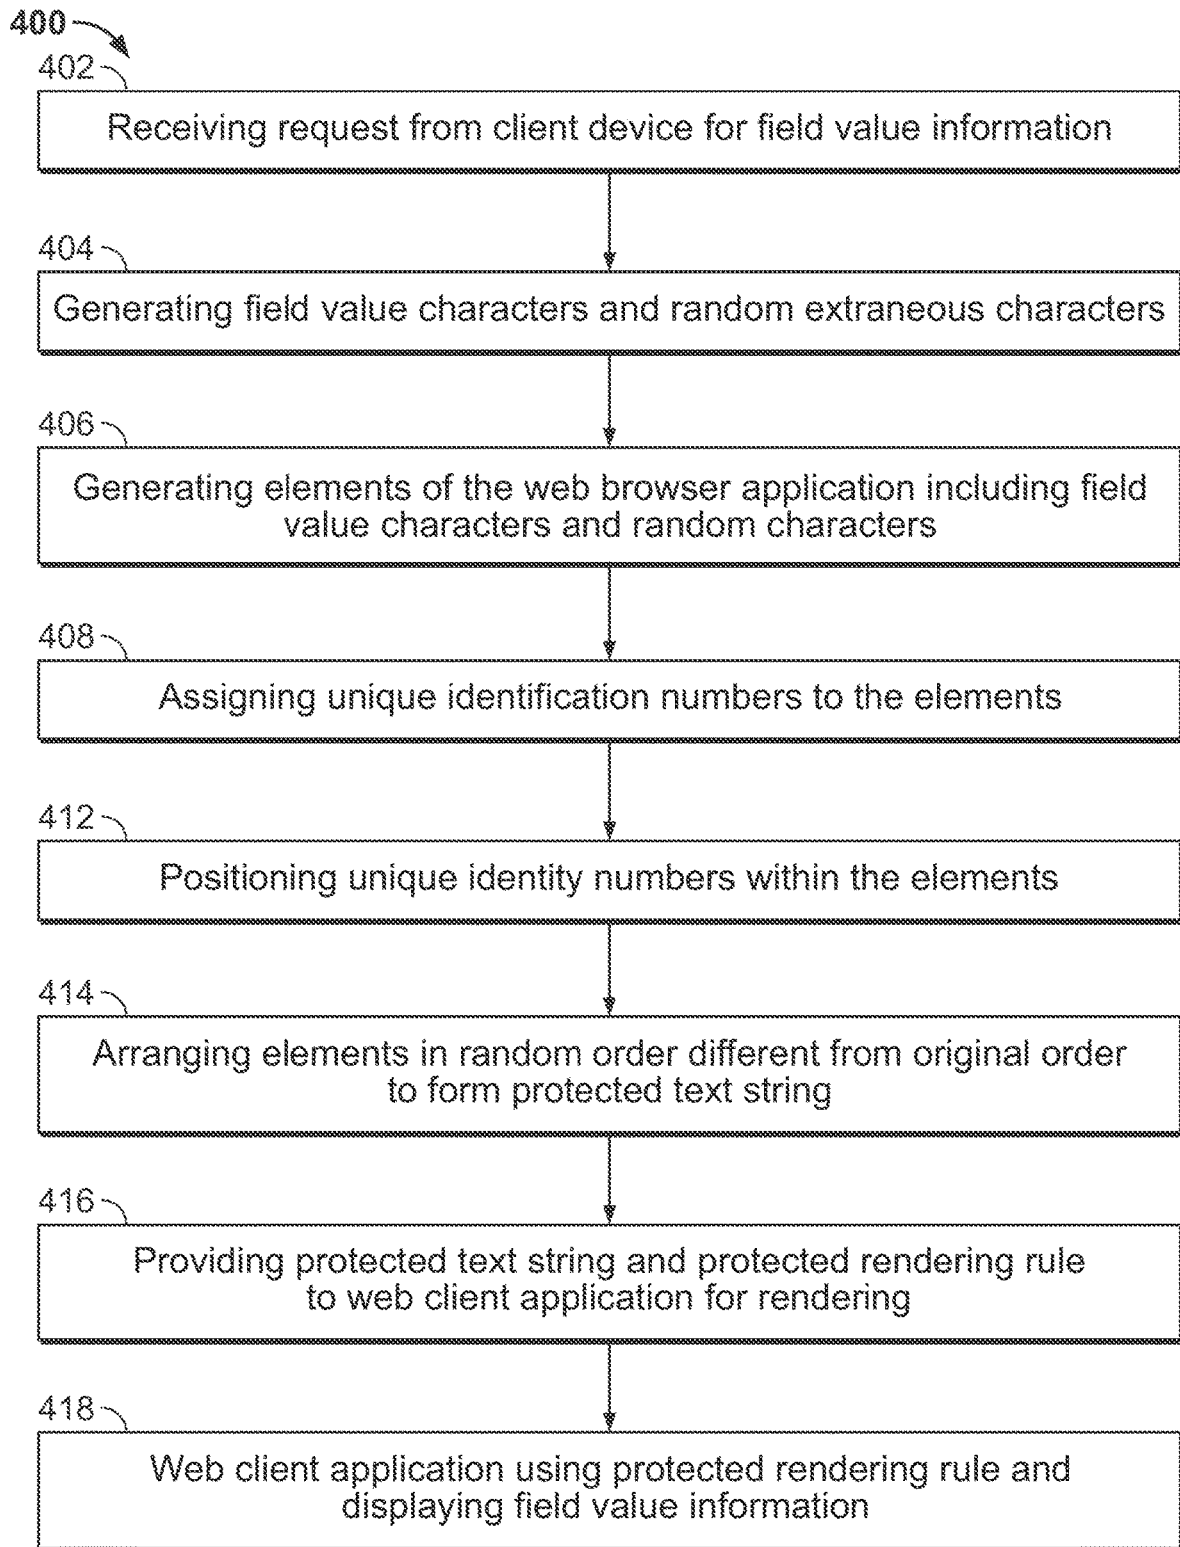 400
402
Receiving request from client device for field value information
404
Generating field value characters and random extraneous characters
406
Generating elements of the web browser application including field
value characters and random characters
408
Assigning unique identification numbers to the elements
412
Positioning unique identity numbers within the elements
414
Arranging elements in random order different from original order
to form protected text string
416
Providing protected text string and protected rendering rule
to web client application for rendering
418
Web client application using protected rendering rule and
displaying field value information